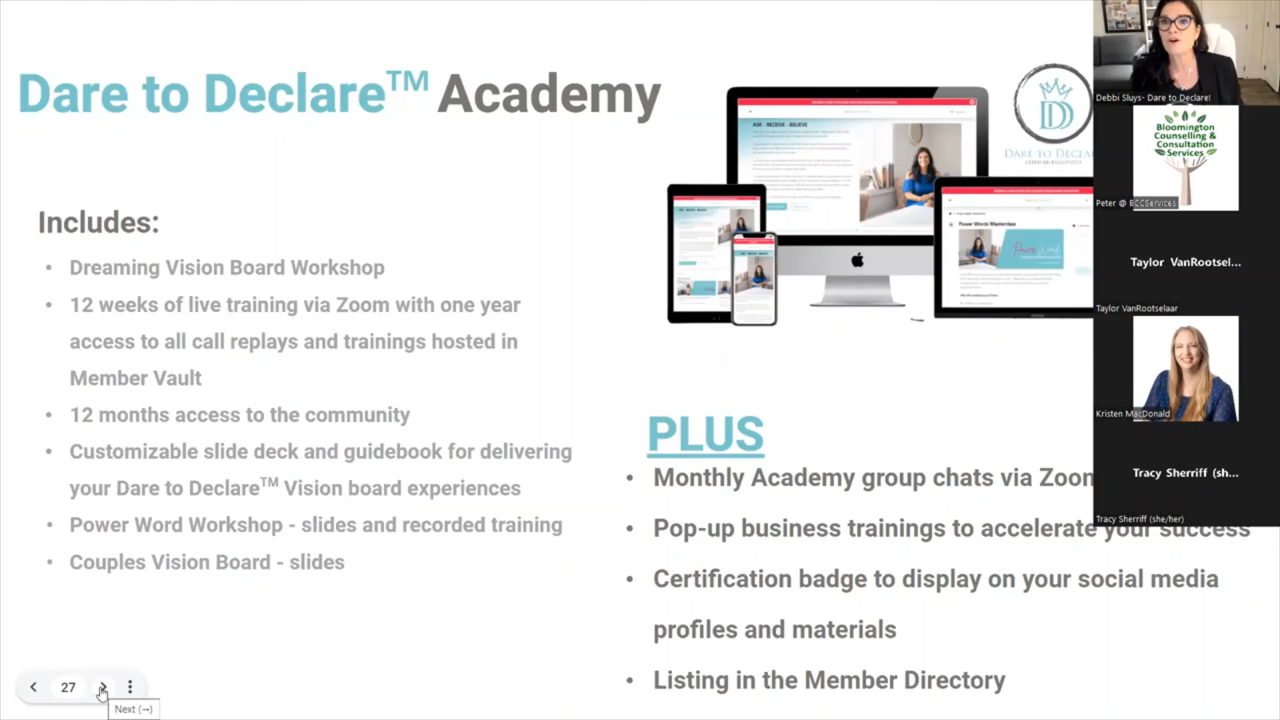 Dare to Declare™ Academy
Includes:
• Dreaming Vision Board Workshop
• 12 weeks of live training via Zoom with one year
access to all call replays and trainings hosted in
Member Vault
• 12 months access to the community
• Customizable slide deck and guidebook for delivering
your Dare to Declare™ Vision board experiences
• Power Word Workshop - slides and recorded training
• Couples Vision Board - slides
ASK - RECIEVE - BELIEVE
Power Words Masterclass
DARE TO DECLA
PLUS
• Monthly Academy group chats via Zoom
• Pop-up business trainings to accelerate your success
• Certification badge to display on your social media
profiles and materials
• Listing in the Member Directory
Debbi Sluys- Dare to Declare!
Bloomington
Counselling &
Consultation
Services
Peter @ BCCServices
Taylor VanRootsel...
Taylor VanRootselaar
Kristen MacDonald
Tracy Sherriff (sh...
Tracy Sherriff (she/her)
27
Next (→)